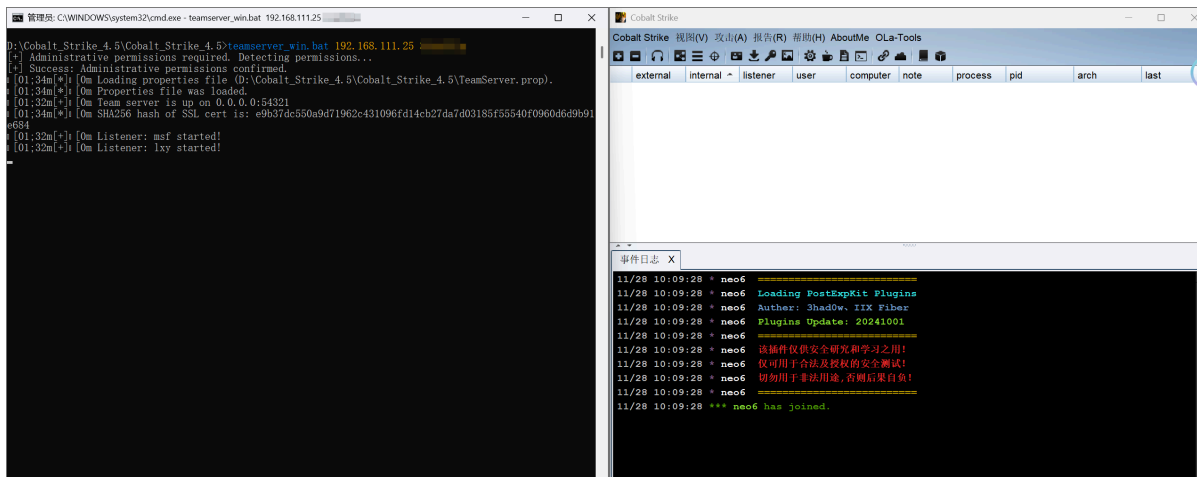 管理员: C:\WINDOWS\system32\cmd.exe - teamserver_win.bat 192.168.111.25
D:\Cobalt_Strike_4.5\Cobalt_Strike_4.5>teamserver_win.bat 192.168.111.25
[+] Administrative permissions required. Detecting permissions...
[+] Success: Administrative permissions confirmed.
[01;34m[*] [0m Loading properties file (D:\Cobalt_Strike_4.5\Cobalt_Strike_4.5\TeamServer.prop).
[01;34m[*] [0m Properties file was loaded.
[01;32m[+] [0m Team server is up on 0.0.0.0:54321
[01;34m[*] [0m SHA256 hash of SSL cert is: e9b37dc550a9d71962c431096fd14cb27da7d03185f55540f0960d6d9b91
e684
[01;32m[+] [0m Listener: msf started!
[01;32m[+] [0m Listener: lxy started!
Cobalt Strike
Cobalt Strike 视图(V) 攻击(A) 报告(R) 帮助(H) AboutMe OLa-Tools
external internal listener user computer note process pid arch last
事件日志 X
11/28 10:09:28 * neo6 ==========================
11/28 10:09:28 * neo6 Loading PostExpKit Plugins
11/28 10:09:28 * neo6 Auther: 3had0w、IIX Fiber
11/28 10:09:28 * neo6 Plugins Update: 20241001
11/28 10:09:28 * neo6 ==========================
11/28 10:09:28 * neo6 该插件仅供安全研究和学习之用!
11/28 10:09:28 * neo6 仅可用于合法及授权的安全测试!
11/28 10:09:28 * neo6 切勿用于非法用途,否则后果自负!
11/28 10:09:28 * neo6 ==========================
11/28 10:09:28 *** neo6 has joined.